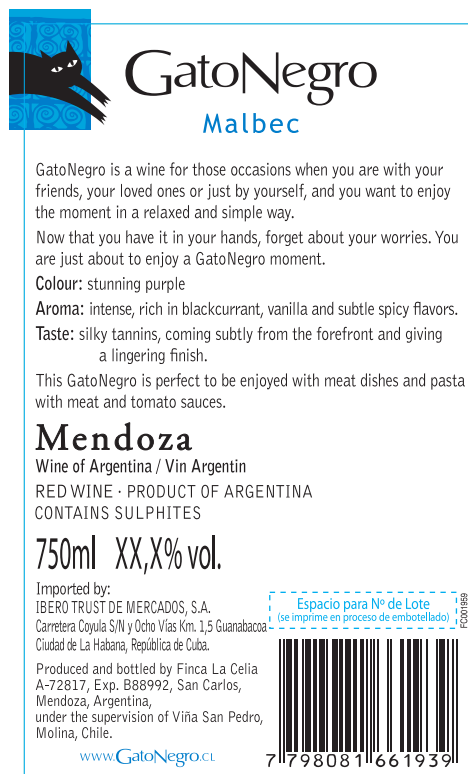 GatoNegro
Malbec
GatoNegro is a wine for those occasions when you are with your
friends, your loved ones or just by yourself, and you want to enjoy
the moment in a relaxed and simple way.
Now that you have it in your hands, forget about your worries. You
are just about to enjoy a GatoNegro moment.
Colour: stunning purple
Aroma: intense, rich in blackcurrant, vanilla and subtle spicy flavors.
Taste: silky tannins, coming subtly from the forefront and giving
a lingering finish.
This GatoNegro is perfect to be enjoyed with meat dishes and pasta
with meat and tomato sauces.
Mendoza
Wine of Argentina / Vin Argentin
RED WINE · PRODUCT OF ARGENTINA
CONTAINS SULPHITES
750ml XX,X% vol.
Imported by:
IBERO TRUST DE MERCADOS, S.A.
Carretera Coyula S/N y Ocho Vías Km. 1,5 Guanabacoa
Ciudad de La Habana, República de Cuba.
Produced and bottled by Finca La Celia
A-72817, Exp. B88992, San Carlos,
Mendoza, Argentina,
under the supervision of Viña San Pedro,
Molina, Chile.
www.GatoNegro.CL
Espacio para Nº de Lote
(se imprime en proceso de embotellado)
FC001959
7 798081 661939